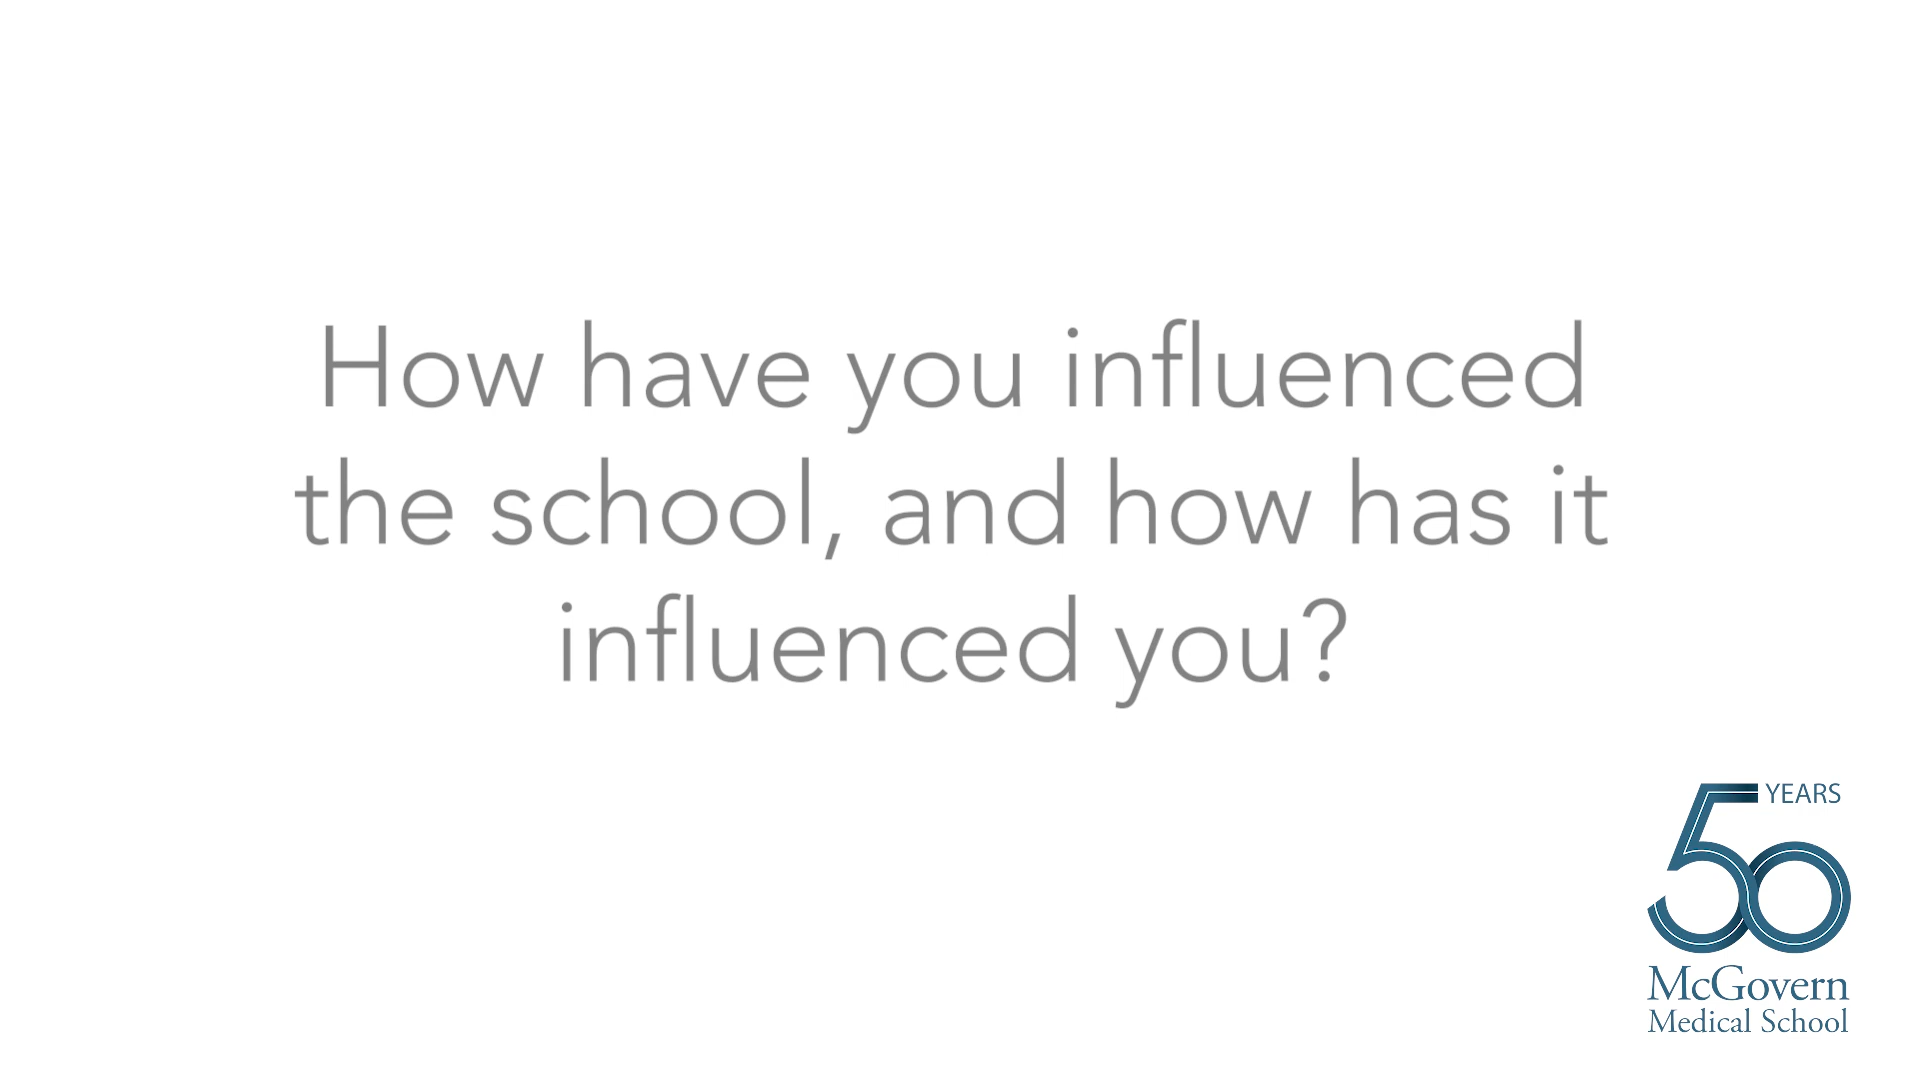 How have you influenced
the school, and how has it
influenced you?
50 YEARS
McGovern
Medical School